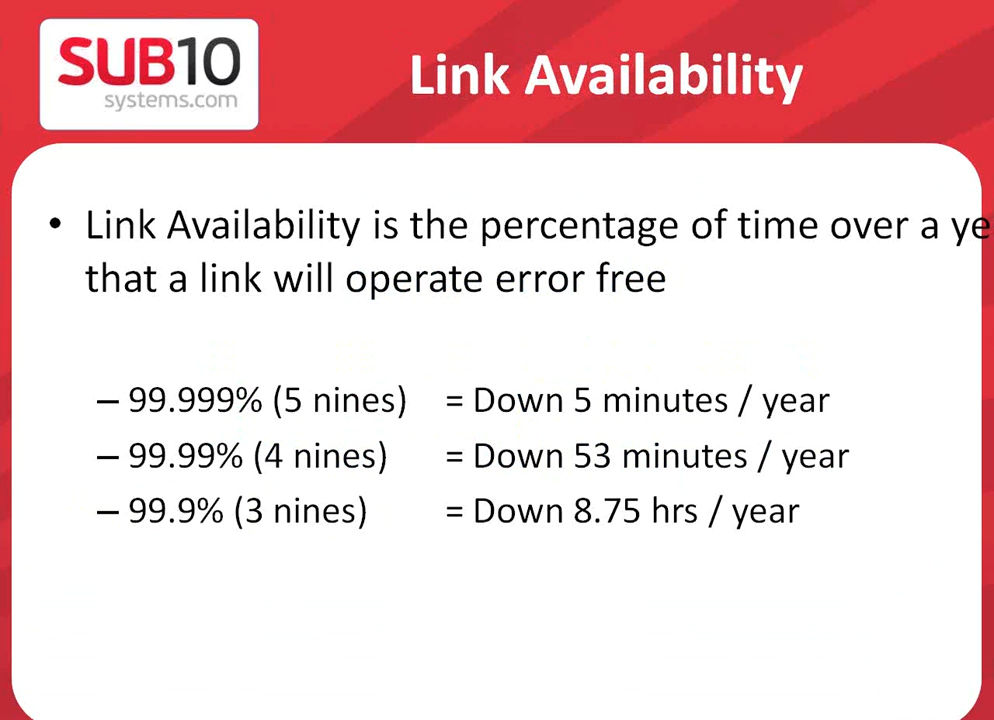 SUB10
systems.com
Link Availability
• Link Availability is the percentage of time over a ye
that a link will operate error free
– 99.999% (5 nines) = Down 5 minutes / year
– 99.99% (4 nines) = Down 53 minutes / year
– 99.9% (3 nines) = Down 8.75 hrs / year